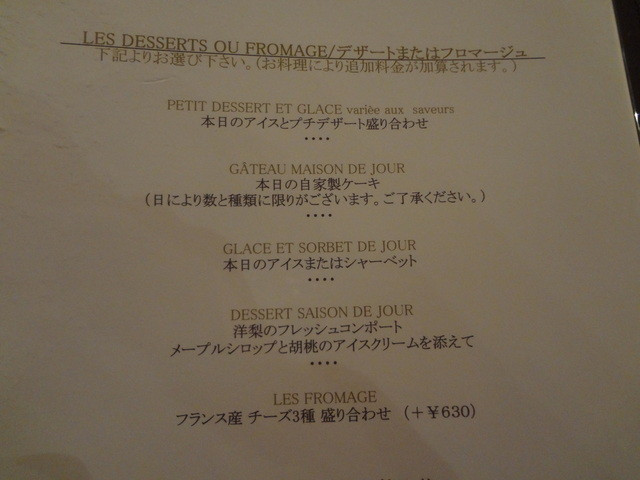 LES DESSERTS OU FROMAGE/デザートまたはフロマージュ
下記よりお選び下さい。(お料理により追加料金が加算されます。)
PETIT DESSERT ET GLACE varièe aux saveurs
本日のアイスとプチデザート盛り合わせ
••••
GÂTEAU MAISON DE JOUR
本日の自家製ケーキ
(日により数と種類に限りがございます。ご了承ください。)
••••
GLACE ET SORBET DE JOUR
本日のアイスまたはシャーベット
••••
DESSERT SAISON DE JOUR
洋梨のフレッシュコンポート
メープルシロップと胡桃のアイスクリームを添えて
••••
LES FROMAGE
フランス産 チーズ3種 盛り合わせ (+¥630)